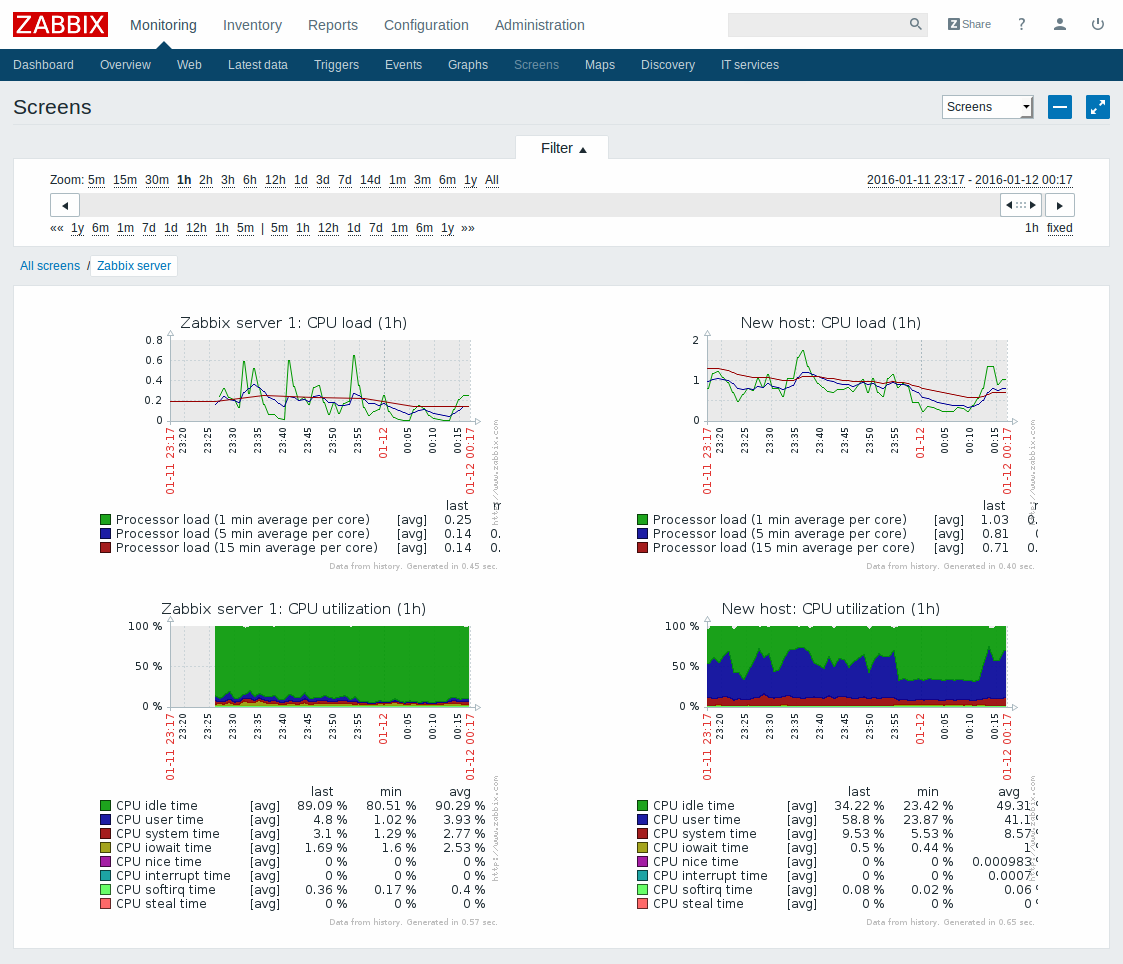 ZABBIX Monitoring Inventory Reports Configuration Administration Z Share ?
Dashboard Overview Web Latest data Triggers Events Graphs Screens Maps Discovery IT services
Screens Screens
Filter
Zoom: 5m 15m 30m 1h 2h 3h 6h 12h 1d 3d 7d 14d 1m 3m 6m 1y All 2016-01-11 23:17 - 2016-01-12 00:17
«« 1y 6m 1m 7d 1d 12h 1h 5m | 5m 1h 12h 1d 7d 1m 6m 1y »» 1h fixed
All screens / Zabbix server
Zabbix server 1: CPU load (1h)
0.8
0.6
0.4
0.2
0
01-11 23:17 23:20 23:25 23:30 23:35 23:40 23:45 23:50 23:55 01-12 00:05 00:10 00:15 01-12 00:17
http://www.zabbix.com
last
Processor load (1 min average per core) [avg] 0.25
Processor load (5 min average per core) [avg] 0.14 0.
Processor load (15 min average per core) [avg] 0.14 0.
Data from history. Generated in 0.45 sec.
New host: CPU load (1h)
2
1
0
01-11 23:17 23:20 23:25 23:30 23:35 23:40 23:45 23:50 23:55 01-12 00:05 00:10 00:15 01-12 00:17
http://www.zabbix.com
last
Processor load (1 min average per core) [avg] 1.03 0.
Processor load (5 min average per core) [avg] 0.81
Processor load (15 min average per core) [avg] 0.71 0.
Data from history. Generated in 0.40 sec.
Zabbix server 1: CPU utilization (1h)
100 %
50 %
0 %
01-11 23:17 23:20 23:25 23:30 23:35 23:40 23:45 23:50 23:55 01-12 00:05 00:10 00:15 01-12 00:17
http://www.zabbix.com
last min avg
CPU idle time [avg] 89.09 % 80.51 % 90.29 %
CPU user time [avg] 4.8 % 1.02 % 3.93 %
CPU system time [avg] 3.1 % 1.29 % 2.77 %
CPU iowait time [avg] 1.69 % 1.6 % 2.53 %
CPU nice time [avg] 0 % 0 % 0 %
CPU interrupt time [avg] 0 % 0 % 0 %
CPU softirq time [avg] 0.36 % 0.17 % 0.4 %
CPU steal time [avg] 0 % 0 % 0 %
Data from history. Generated in 0.57 sec.
New host: CPU utilization (1h)
100 %
50 %
0 %
01-11 23:17 23:20 23:25 23:30 23:35 23:40 23:45 23:50 23:55 01-12 00:05 00:10 00:15 01-12 00:17
http://www.zabbix.com
last min avg
CPU idle time [avg] 34.22 % 23.42 % 49.31
CPU user time [avg] 58.8 % 23.87 % 41.1
CPU system time [avg] 9.53 % 5.53 % 8.57
CPU iowait time [avg] 0.5 % 0.44 % 1
CPU nice time [avg] 0 % 0 % 0.000983
CPU interrupt time [avg] 0 % 0 % 0.0007
CPU softirq time [avg] 0.08 % 0.02 % 0.06
CPU steal time [avg] 0 % 0 % 0
Data from history. Generated in 0.65 sec.